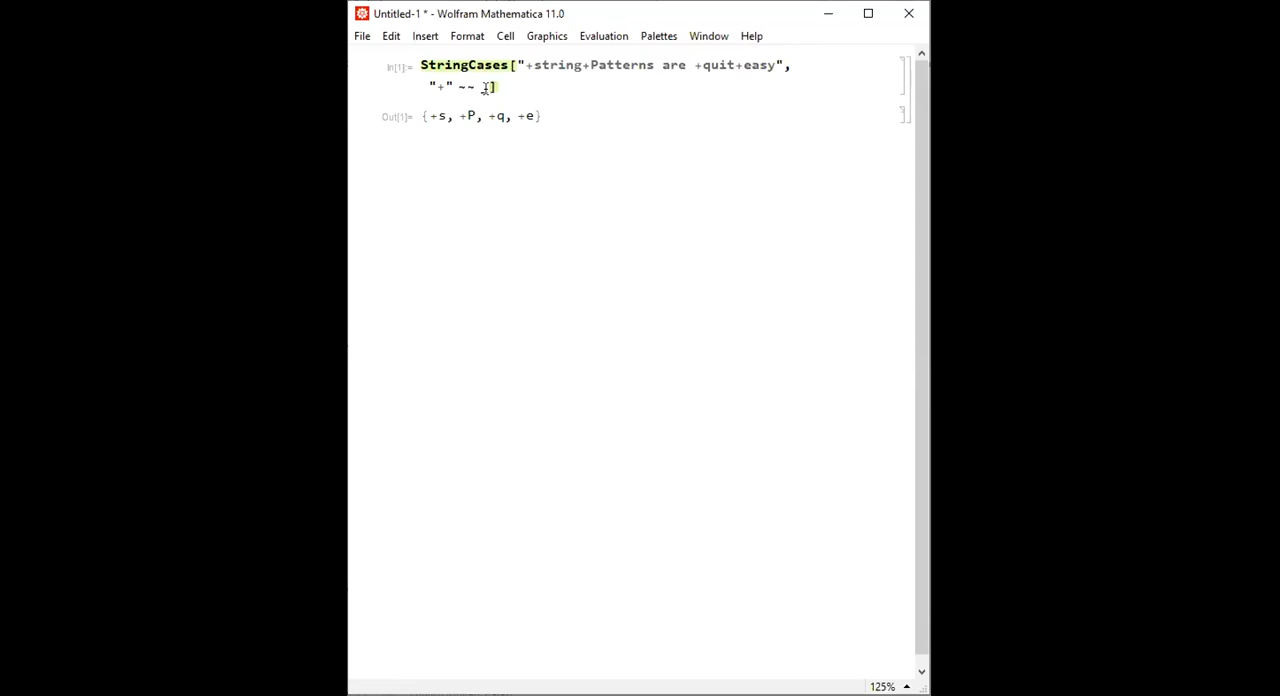 Untitled-1 * - Wolfram Mathematica 11.0
File Edit Insert Format Cell Graphics Evaluation Palettes Window Help
In[1]:= StringCases["+string+Patterns are +quit+easy",
"+" ~~ _]
Out[1]= {+s, +P, +q, +e}
125%